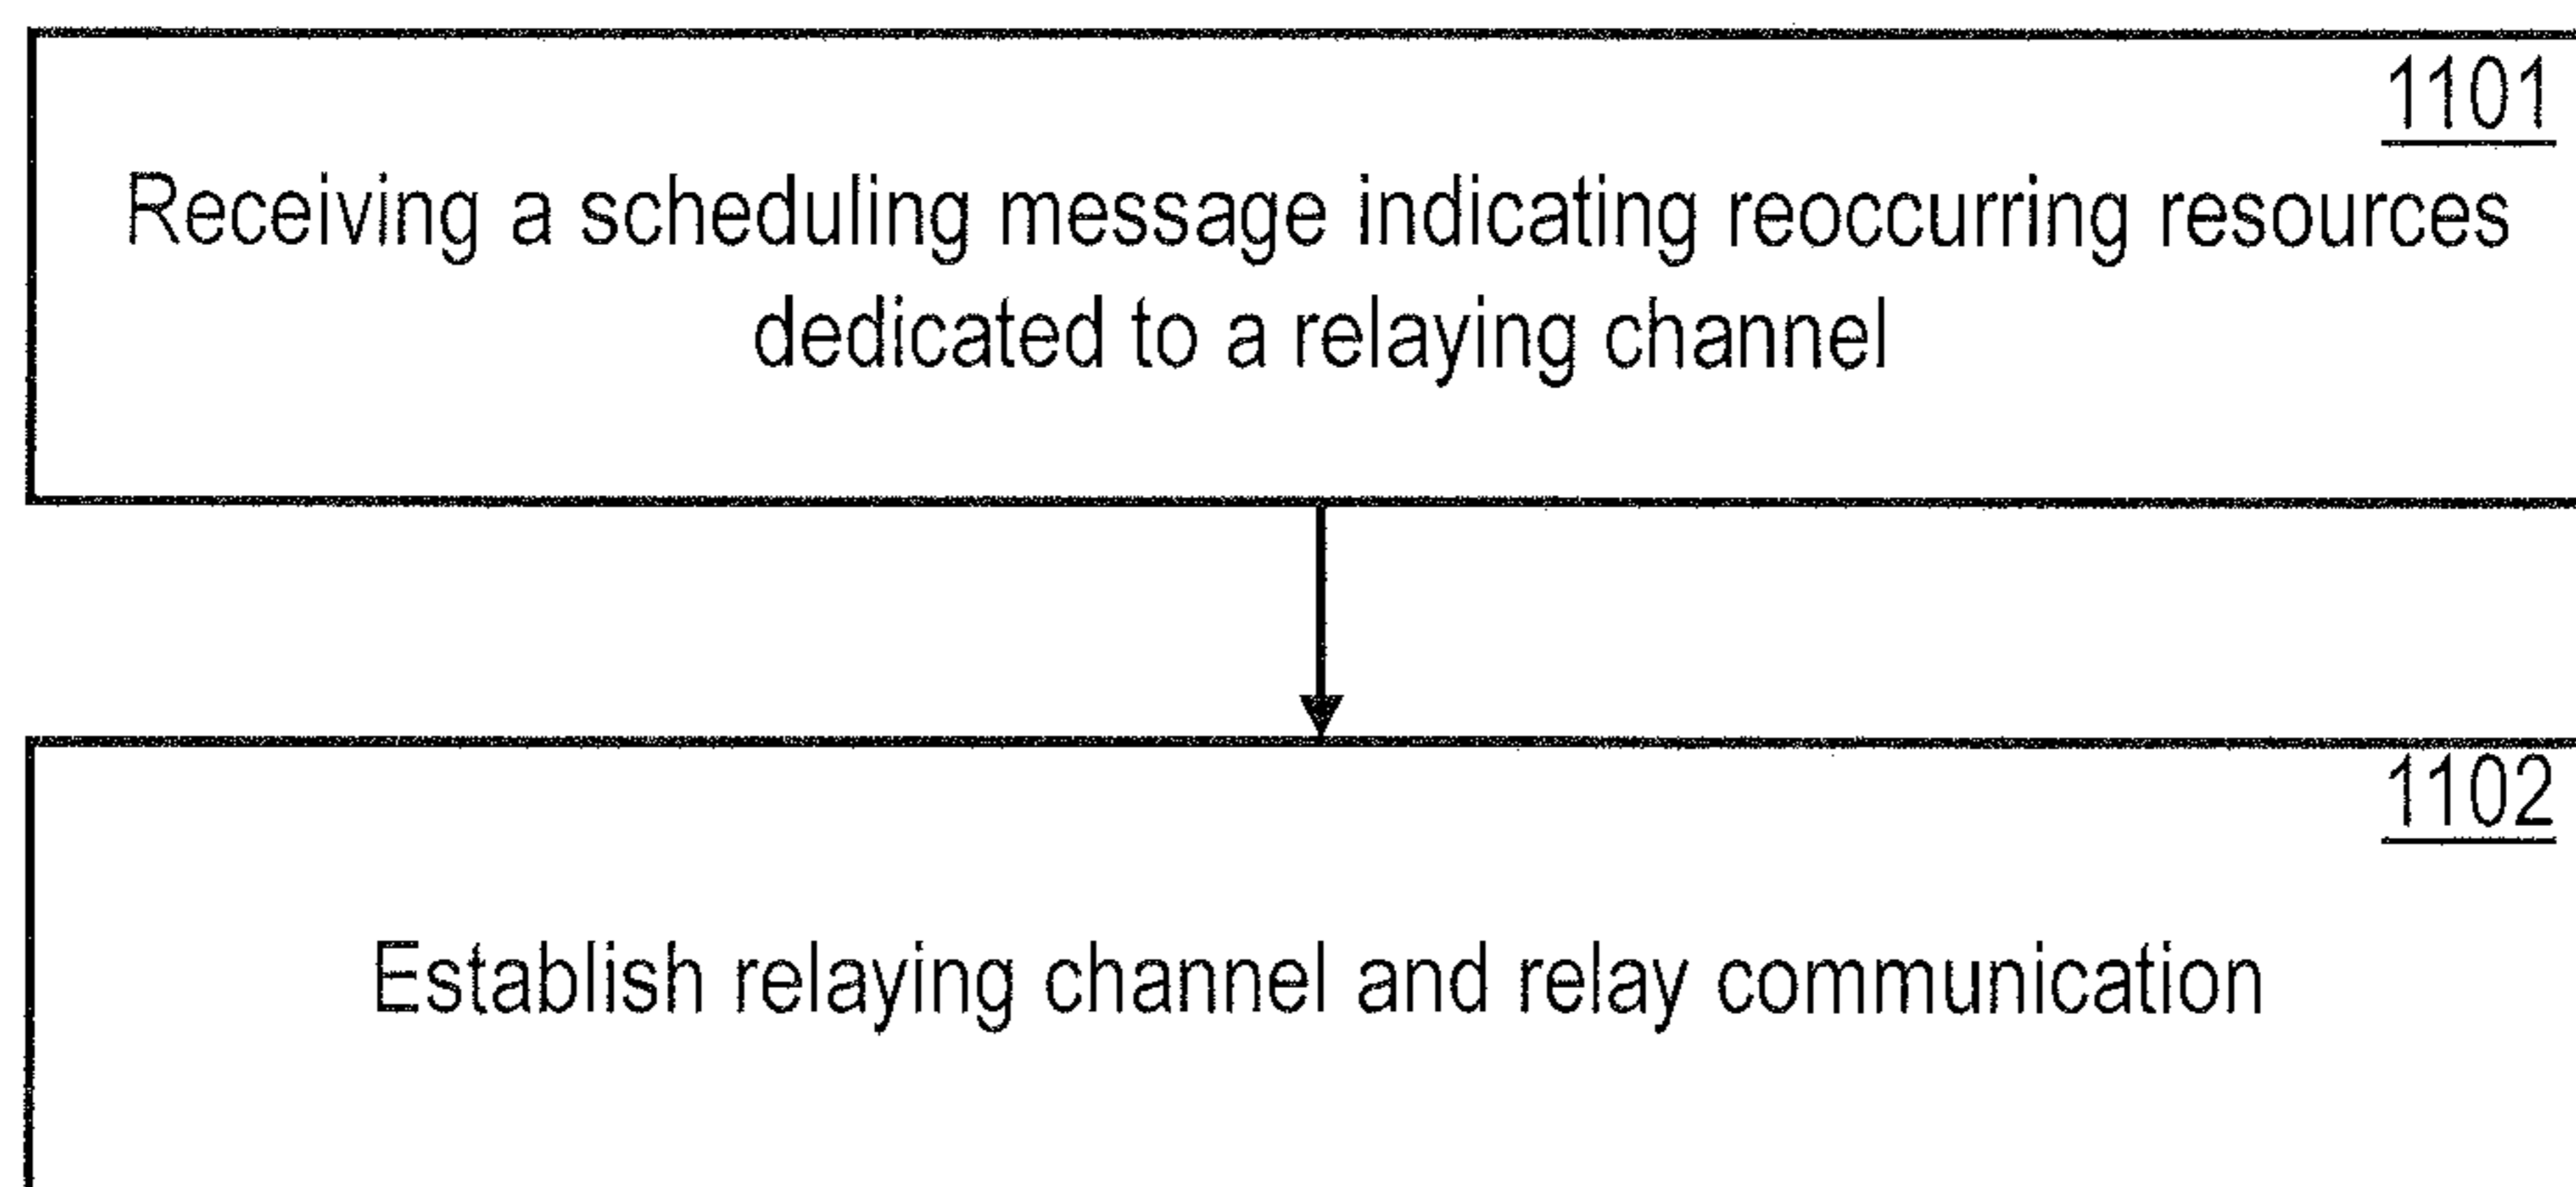 1101
Receiving a scheduling message indicating reoccurring resources
dedicated to a relaying channel
1102
Establish relaying channel and relay communication